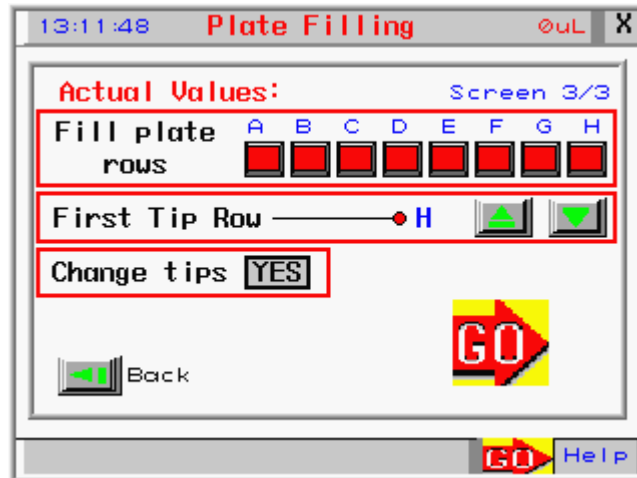 13:11:48 Plate Filling 0uL X
Actual Values: Screen 3/3
A B C D E F G H
Fill plate
rows
First Tip Row H
Change tips YES
GO
Back
GO Help